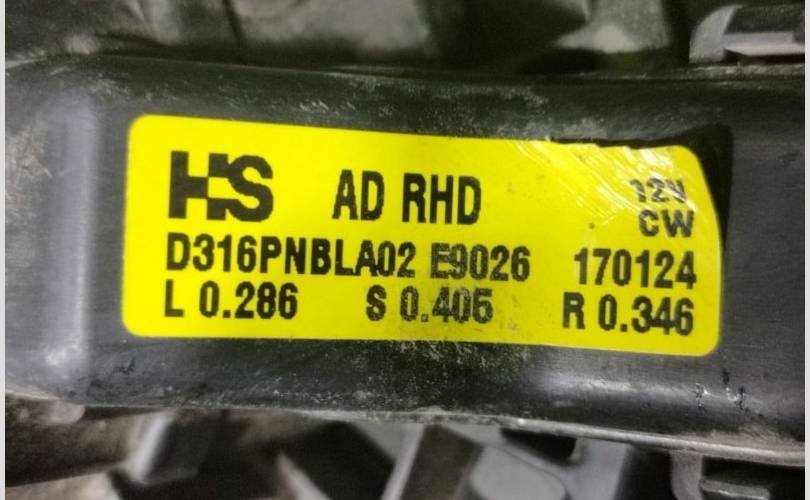 HS AD RHD 12V
CW
D316PNBLA02 E9026 170124
L 0.286 S 0.405 R 0.346